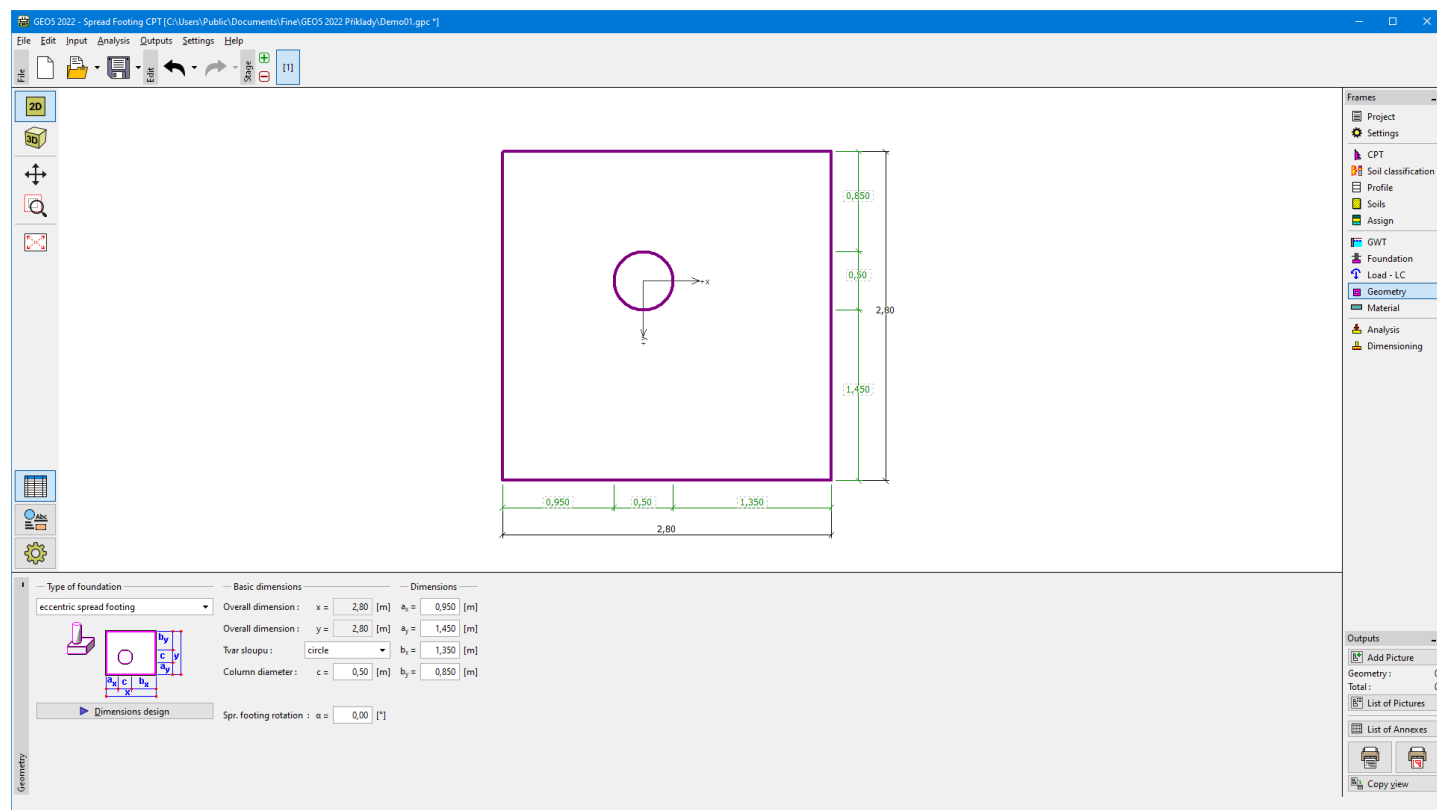 GEO5 2022 - Spread Footing CPT [C:\Users\Public\Documents\Fine\GEO5 2022 Příklady\Demo01.gpc *]
File Edit Input Analysis Outputs Settings Help
File
Edit
Stage
[1]
2D
3D
Abc
0,850
0,50
2,80
1,450
+x
+y
0,950 0,50 1,350
2,80
Frames
Project
Settings
CPT
Soil classification
Profile
Soils
Assign
GWT
Foundation
Load - LC
Geometry
Material
Analysis
Dimensioning
Geometry
Type of foundation
eccentric spread footing
by
c y
ay
ax c bx
x
Dimensions design
Basic dimensions
Overall dimension : x = 2,80 [m]
Overall dimension : y = 2,80 [m]
Tvar sloupu : circle
Column diameter : c = 0,50 [m]
Spr. footing rotation : α = 0,00 [°]
Dimensions
ax = 0,950 [m]
ay = 1,450 [m]
bx = 1,350 [m]
by = 0,850 [m]
Outputs
Add Picture
Geometry :
Total :
List of Pictures
List of Annexes
Copy view